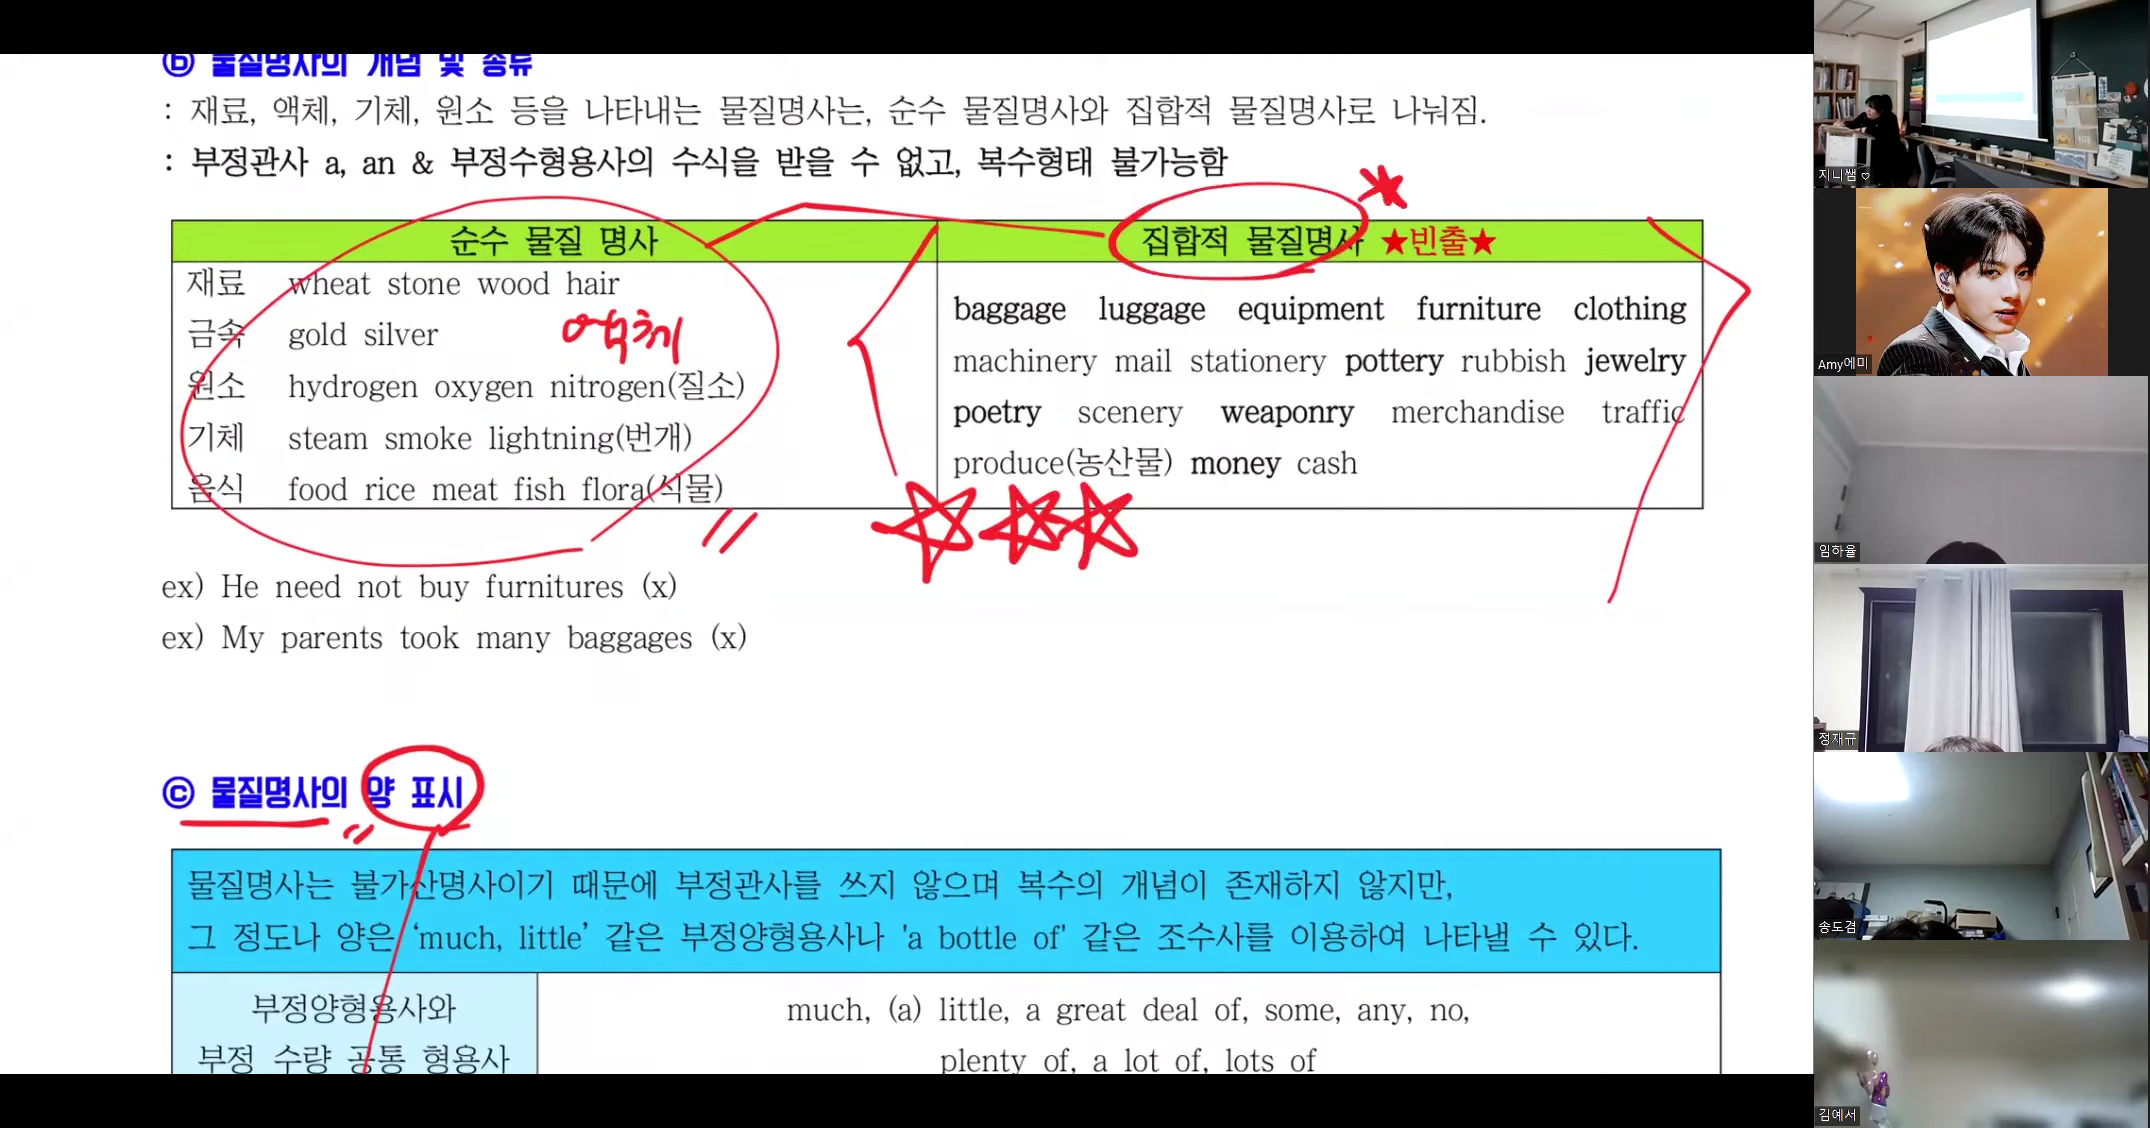 ⓑ 물질명사의 개념 및 종류
: 재료, 액체, 기체, 원소 등을 나타내는 물질명사는, 순수 물질명사와 집합적 물질명사로 나눠짐.
: 부정관사 a, an & 부정수형용사의 수식을 받을 수 없고, 복수형태 불가능함
순수 물질 명사
재료 wheat stone wood hair
금속 gold silver
액체
원소 hydrogen oxygen nitrogen(질소)
기체 steam smoke lightning(번개)
음식 food rice meat fish flora(식물)
집합적 물질명사 ★빈출★
baggage luggage equipment furniture clothing
machinery mail stationery pottery rubbish jewelry
poetry scenery weaponry merchandise traffic
produce(농산물) money cash
ex) He need not buy furnitures (x)
ex) My parents took many baggages (x)
ⓒ 물질명사의 양 표시
물질명사는 불가산명사이기 때문에 부정관사를 쓰지 않으며 복수의 개념이 존재하지 않지만,
그 정도나 양은 ‘much, little’ 같은 부정양형용사나 'a bottle of' 같은 조수사를 이용하여 나타낼 수 있다.
부정양형용사와
부정 수량 공통 형용사
much, (a) little, a great deal of, some, any, no,
plenty of, a lot of, lots of
지니쌤 ♡
Amy에미
임하율
정재규
송도겸
김예서